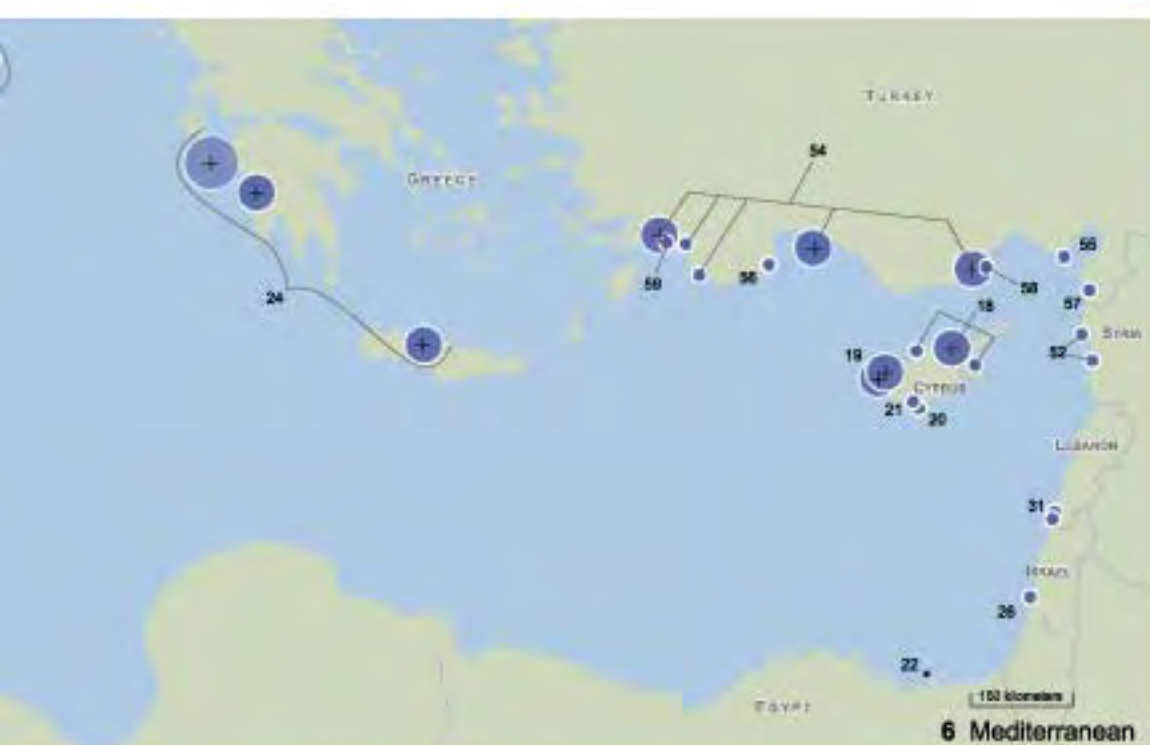 TURKEY
54
GREECE
55
59
56
58
57
24
18
SYRIA
52
19
CYPRUS
21
20
LEBANON
31
ISRAEL
26
22
150 kilometers
EGYPT
6 Mediterranean